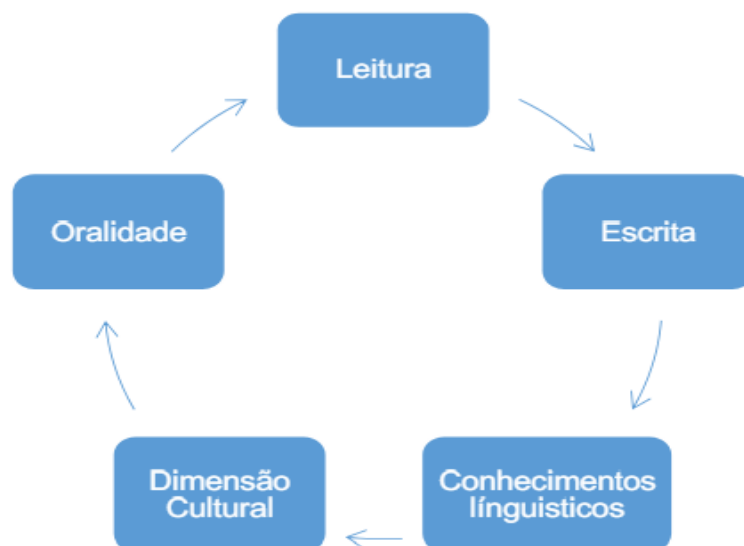 Leitura
Oralidade
Escrita
Dimensão
Cultural
Conhecimentos
línguisticos